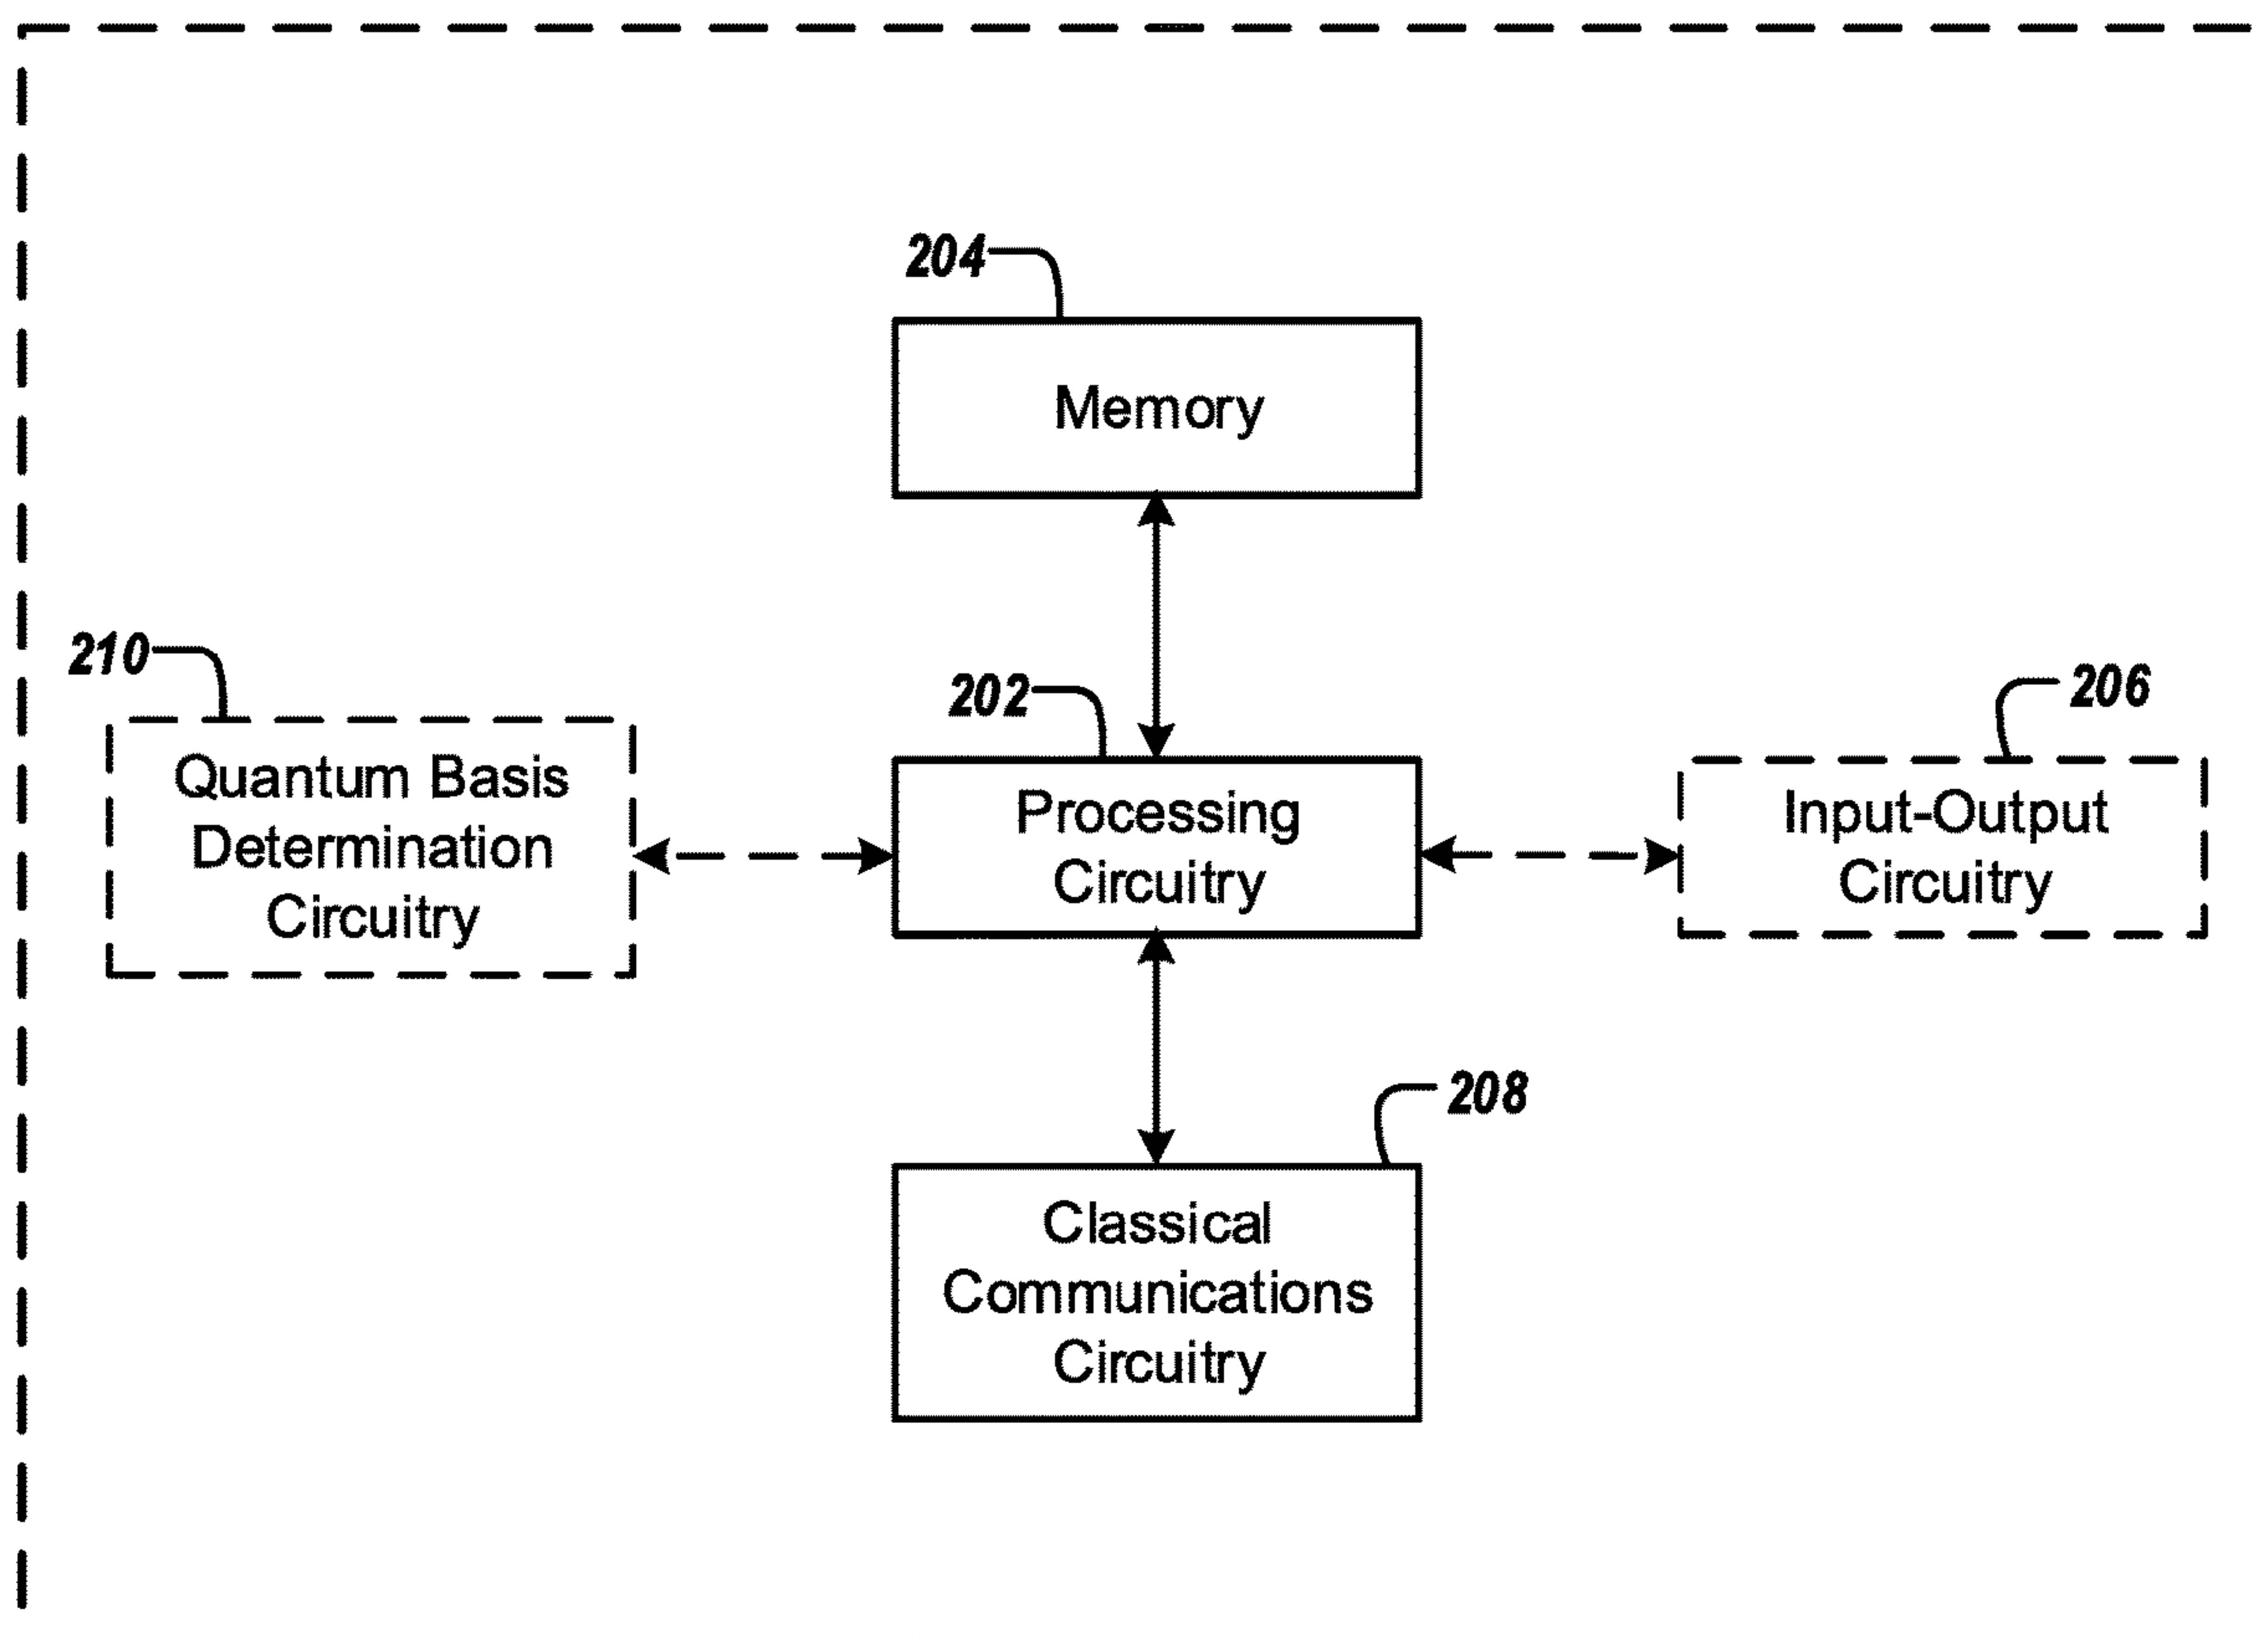 204
Memory
210
202
206
Quantum Basis
Determination
Circuitry
Processing
Circuitry
Input-Output
Circuitry
208
Classical
Communications
Circuitry